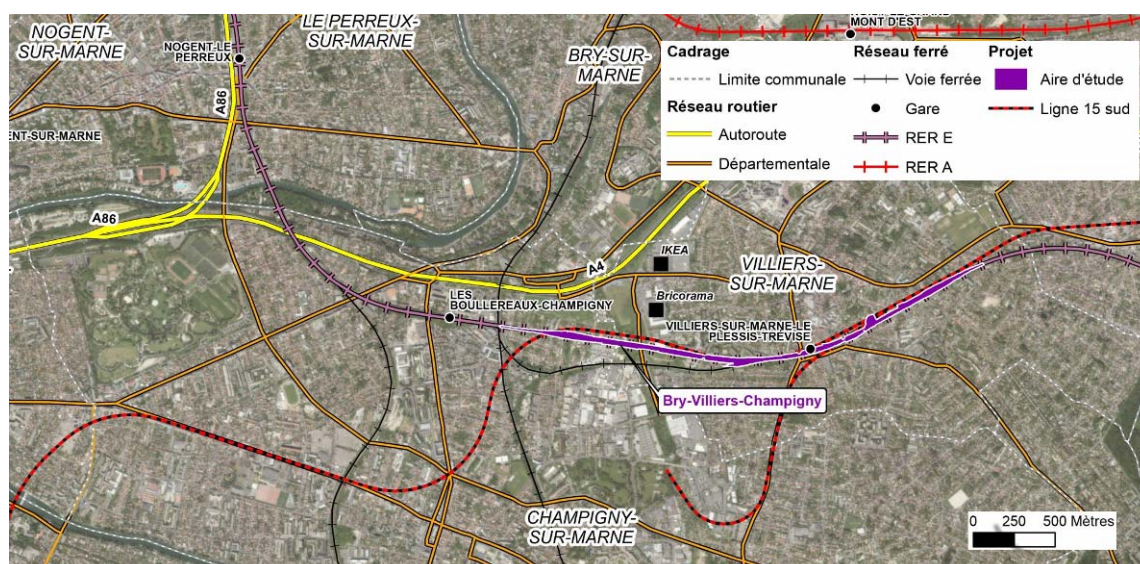 NOGENT-
SUR-MARNE
LE PERREUX-
SUR-MARNE
NOGENT-LE
PERREUX
A86
BRY-SUR-
MARNE
MONT D'EST
Cadrage
Limite communale
Réseau routier
Autoroute
Départementale
Réseau ferré
Voie ferrée
Gare
RER E
RER A
Projet
Aire d'étude
Ligne 15 sud
ENT-SUR-MARNE
A86
A4
IKEA
Bricorama
VILLIERS-
SUR-MARNE
LES
BOULLEREAUX-CHAMPIGNY
VILLIERS-SUR-MARNE-LE
PLESSIS-TRÉVISE
Bry-Villiers-Champigny
CHAMPIGNY-
SUR-MARNE
0 250 500 Mètres